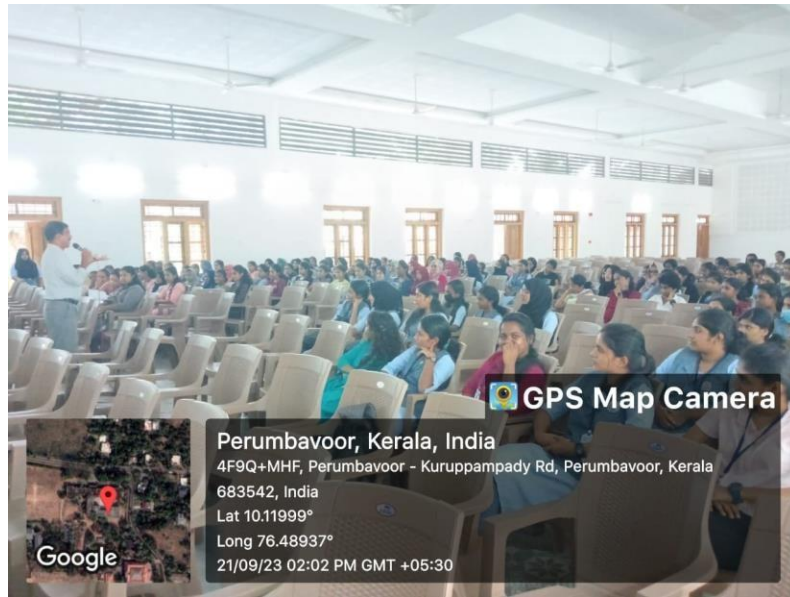 GPS Map Camera
Perumbavoor, Kerala, India
4F9Q+MHF, Perumbavoor - Kuruppampady Rd, Perumbavoor, Kerala
683542, India
Lat 10.11999°
Long 76.48937°
21/09/23 02:02 PM GMT +05:30
Google